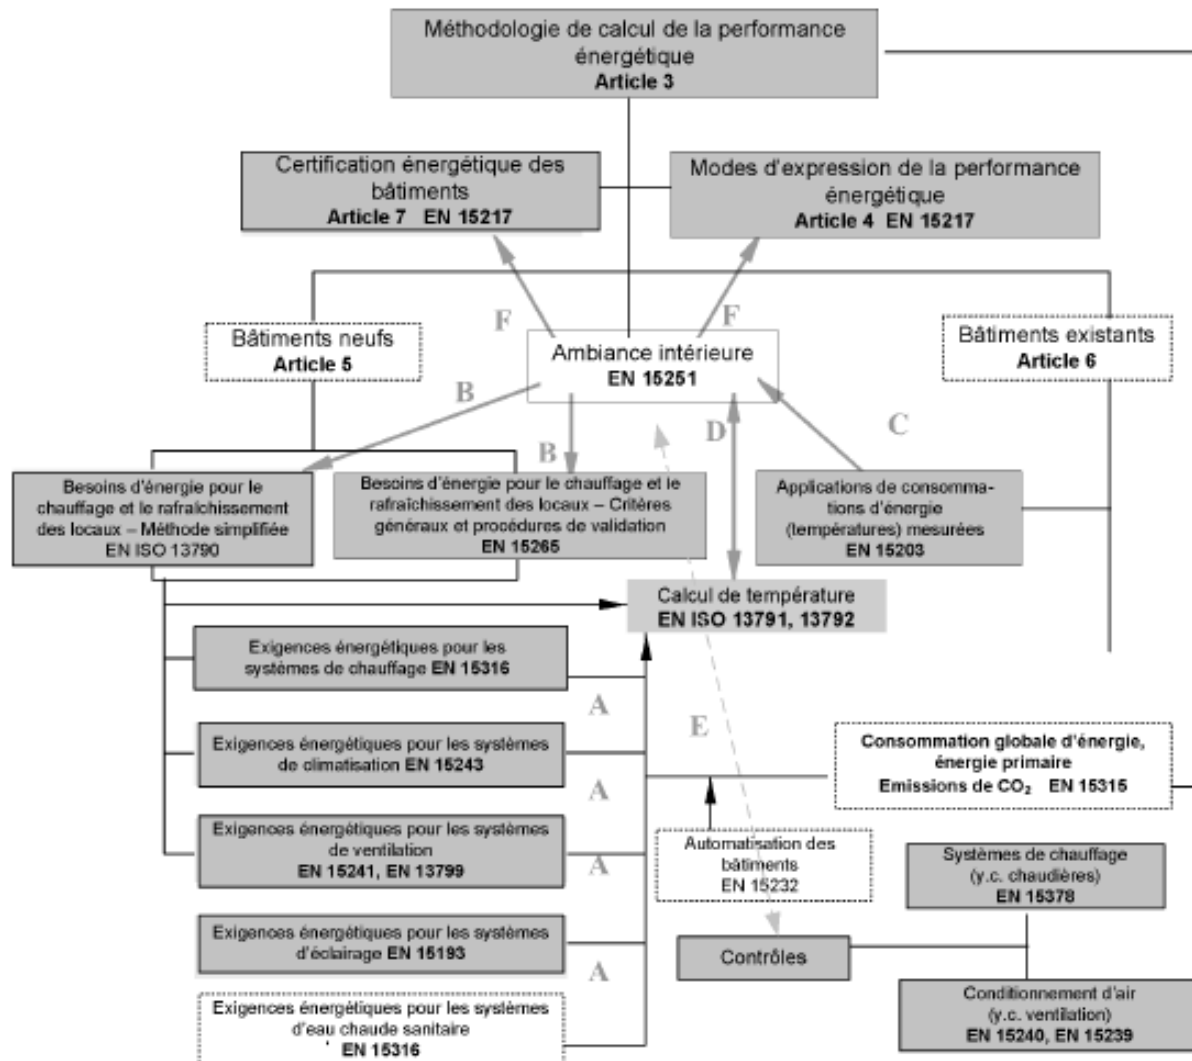 Méthodologie de calcul de la performance
énergétique
Article 3
Certification énergétique des
bâtiments
Article 7 EN 15217
Modes d'expression de la performance
énergétique
Article 4 EN 15217
F
F
Bâtiments neufs
Article 5
Ambiance intérieure
EN 15251
Bâtiments existants
Article 6
B
B
D
C
Besoins d'énergie pour le
chauffage et le rafraîchissement
des locaux – Méthode simplifiée
EN ISO 13790
Besoins d'énergie pour le chauffage et le
rafraîchissement des locaux – Critères
généraux et procédures de validation
EN 15265
Applications de consomma-
tions d'énergie
(températures) mesurées
EN 15203
Calcul de température
EN ISO 13791, 13792
Exigences énergétiques pour les
systèmes de chauffage EN 15316
A
E
Exigences énergétiques pour les systèmes
de climatisation EN 15243
A
Consommation globale d'énergie,
énergie primaire
Emissions de CO₂ EN 15315
Exigences énergétiques pour les systèmes
de ventilation
EN 15241, EN 13799
A
Automatisation des
bâtiments
EN 15232
Systèmes de chauffage
(y.c. chaudières)
EN 15378
Exigences énergétiques pour les systèmes
d'éclairage EN 15193
A
Contrôles
Exigences énergétiques pour les systèmes
d'eau chaude sanitaire
EN 15316
Conditionnement d'air
(y.c. ventilation)
EN 15240, EN 15239